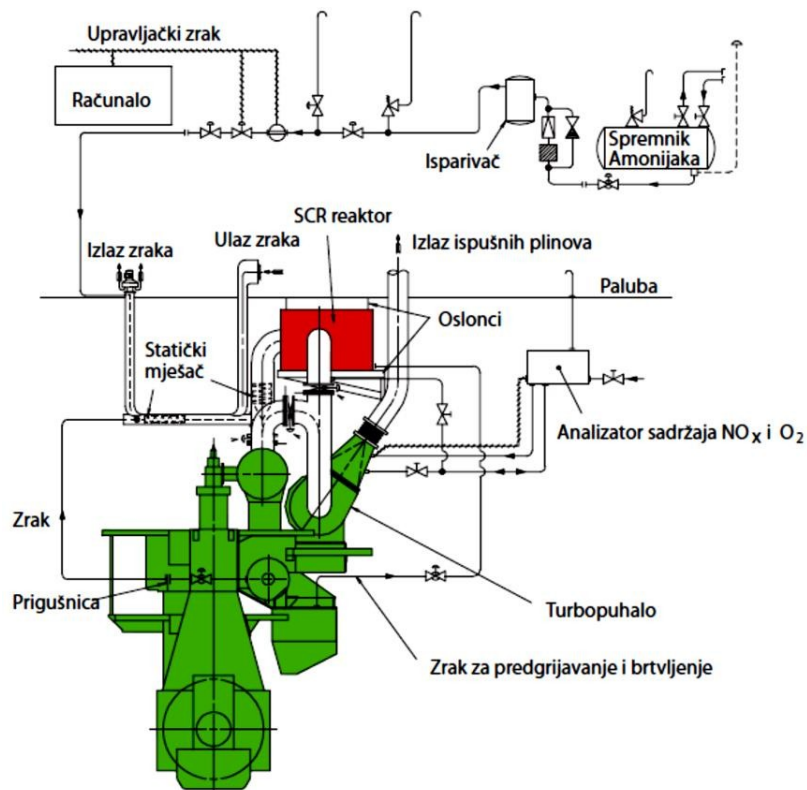 Upravljački zrak
Računalo
Isparivač
Spremnik
Amonijaka
SCR reaktor
Izlaz zraka
Ulaz zraka
Izlaz ispušnih plinova
Paluba
Oslonci
Statički
mješač
Analizator sadržaja NOx i O2
Zrak
Prigušnica
Turbopuhalo
Zrak za predgrijavanje i brtvljenje